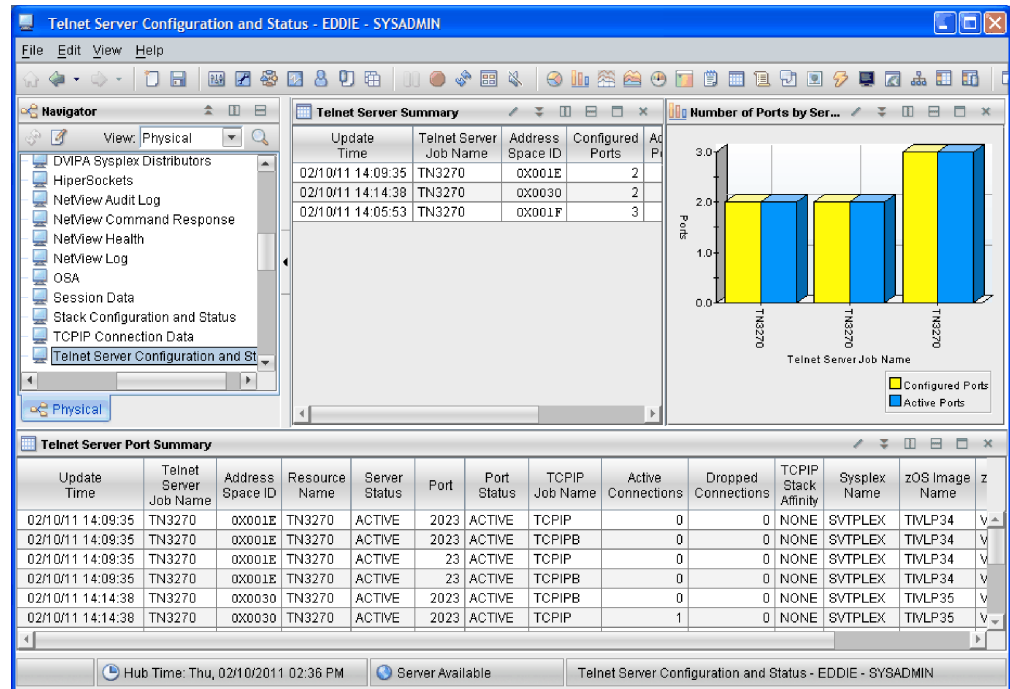 Telnet Server Configuration and Status - EDDIE - SYSADMIN
File Edit View Help
Navigator
View: Physical
DVIPA Sysplex Distributors
HiperSockets
NetView Audit Log
NetView Command Response
NetView Health
NetView Log
OSA
Session Data
Stack Configuration and Status
TCPIP Connection Data
Telnet Server Configuration and St
Physical
Telnet Server Summary
Update Time Telnet Server Job Name Address Space ID Configured Ports
02/10/11 14:09:35 TN3270 0X001E 2
02/10/11 14:14:38 TN3270 0X0030 2
02/10/11 14:05:53 TN3270 0X001F 3
Number of Ports by Ser...
3.0
2.0
1.0
0.0
Ports
TN3270 TN3270 TN3270
Telnet Server Job Name
Configured Ports
Active Ports
Telnet Server Port Summary
Update Time Telnet Server Job Name Address Space ID Resource Name Server Status Port Port Status TCPIP Job Name Active Connections Dropped Connections TCPIP Stack Affinity Sysplex Name zOS Image Name z
02/10/11 14:09:35 TN3270 0X001E TN3270 ACTIVE 2023 ACTIVE TCPIP 0 0 NONE SVTPLEX TIVLP34 V
02/10/11 14:09:35 TN3270 0X001E TN3270 ACTIVE 2023 ACTIVE TCPIPB 0 0 NONE SVTPLEX TIVLP34 V
02/10/11 14:09:35 TN3270 0X001E TN3270 ACTIVE 23 ACTIVE TCPIP 0 0 NONE SVTPLEX TIVLP34 V
02/10/11 14:09:35 TN3270 0X001E TN3270 ACTIVE 23 ACTIVE TCPIPB 0 0 NONE SVTPLEX TIVLP34 V
02/10/11 14:14:38 TN3270 0X0030 TN3270 ACTIVE 2023 ACTIVE TCPIPB 0 0 NONE SVTPLEX TIVLP35 V
02/10/11 14:14:38 TN3270 0X0030 TN3270 ACTIVE 2023 ACTIVE TCPIP 1 0 NONE SVTPLEX TIVLP35 V
Hub Time: Thu, 02/10/2011 02:36 PM Server Available Telnet Server Configuration and Status - EDDIE - SYSADMIN